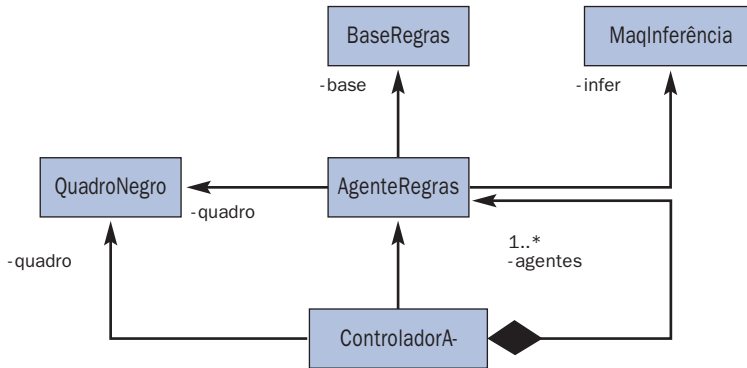 BaseRegras
MaqInferência
-base
-infer
QuadroNegro
AgenteRegras
-quadro
-quadro
1..*
-agentes
ControladorA-